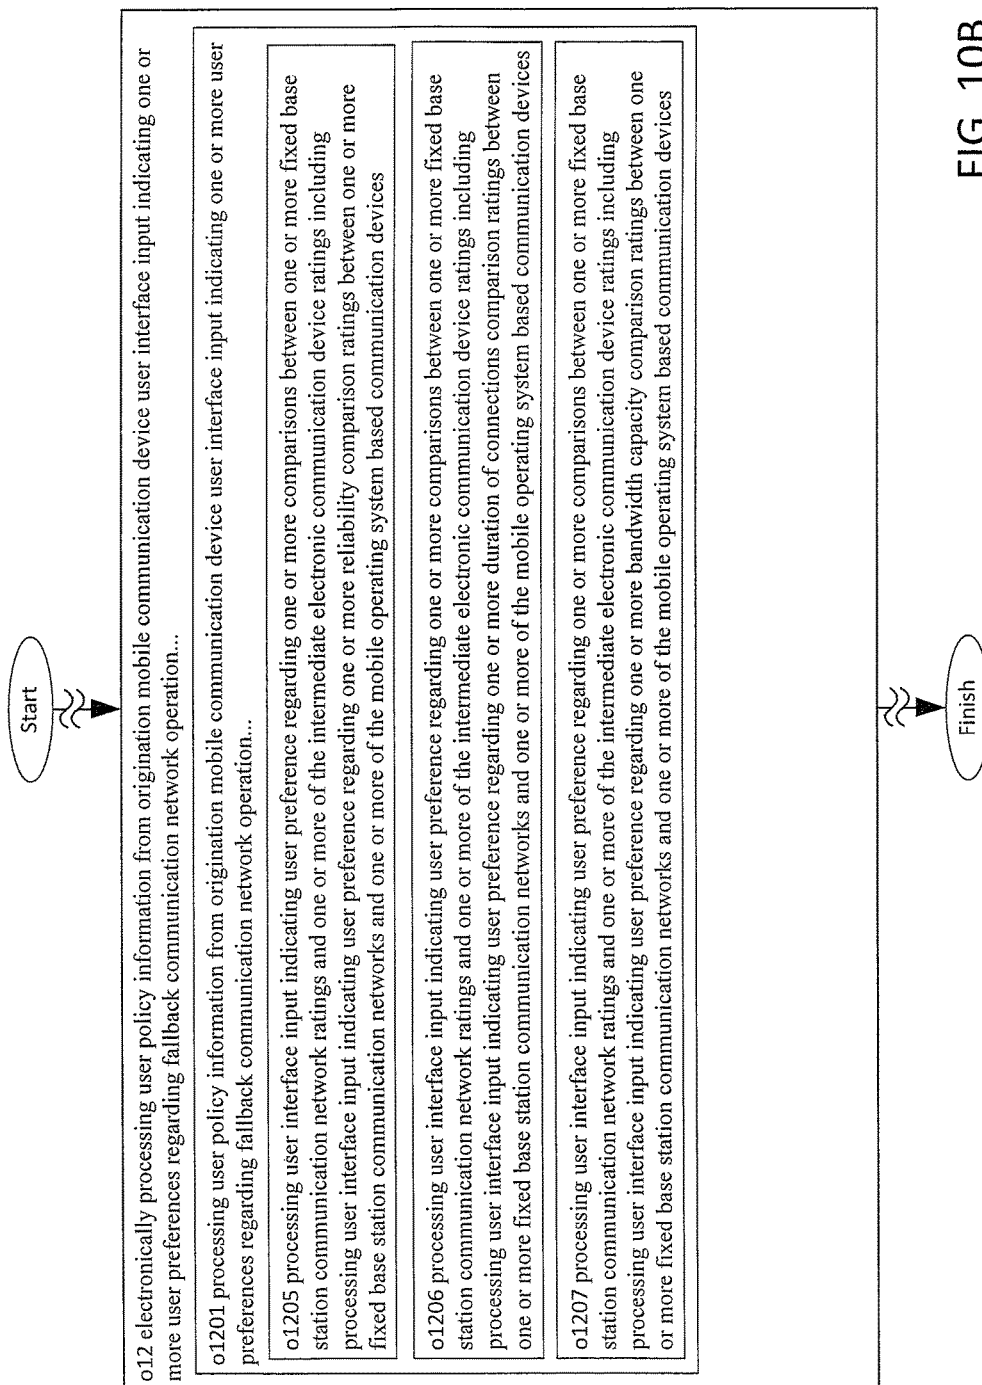 Start
o12 electronically processing user policy information from origination mobile communication device user interface input indicating one or
more user preferences regarding fallback communication network operation...
o1201 processing user policy information from origination mobile communication device user interface input indicating one or more user
preferences regarding fallback communication network operation...
o1205 processing user interface input indicating user preference regarding one or more comparisons between one or more fixed base
station communication network ratings and one or more of the intermediate electronic communication device ratings including
processing user interface input indicating user preference regarding one or more reliability comparison ratings between one or more
fixed base station communication networks and one or more of the mobile operating system based communication devices
o1206 processing user interface input indicating user preference regarding one or more comparisons between one or more fixed base
station communication network ratings and one or more of the intermediate electronic communication device ratings including
processing user interface input indicating user preference regarding one or more duration of connections comparison ratings between
one or more fixed base station communication networks and one or more of the mobile operating system based communication devices
o1207 processing user interface input indicating user preference regarding one or more comparisons between one or more fixed base
station communication network ratings and one or more of the intermediate electronic communication device ratings including
processing user interface input indicating user preference regarding one or more bandwidth capacity comparison ratings between one
or more fixed base station communication networks and one or more of the mobile operating system based communication devices
Finish
FIG. 10B